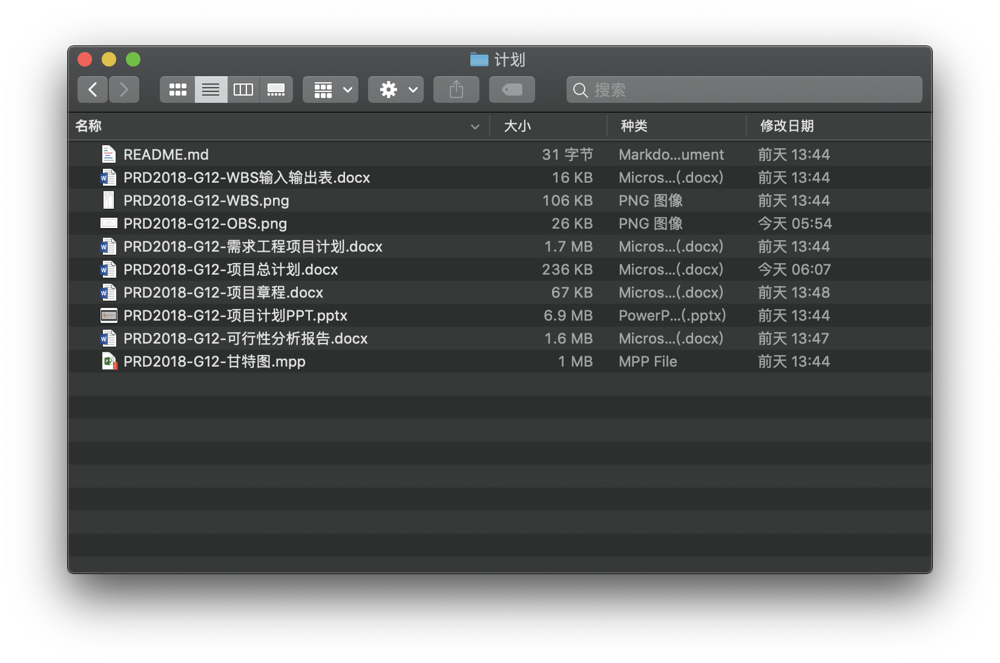 计划
搜索
名称 大小 种类 修改日期
README.md 31 字节 Markdo...ument 前天 13:44
PRD2018-G12-WBS输入输出表.docx 16 KB Micros...(.docx) 前天 13:44
PRD2018-G12-WBS.png 106 KB PNG 图像 前天 13:44
PRD2018-G12-OBS.png 26 KB PNG 图像 今天 05:54
PRD2018-G12-需求工程项目计划.docx 1.7 MB Micros...(.docx) 前天 13:44
PRD2018-G12-项目总计划.docx 236 KB Micros...(.docx) 今天 06:07
PRD2018-G12-项目章程.docx 67 KB Micros...(.docx) 前天 13:48
PRD2018-G12-项目计划PPT.pptx 6.9 MB PowerP...(.pptx) 前天 13:44
PRD2018-G12-可行性分析报告.docx 1.6 MB Micros...(.docx) 前天 13:47
PRD2018-G12-甘特图.mpp 1 MB MPP File 前天 13:44